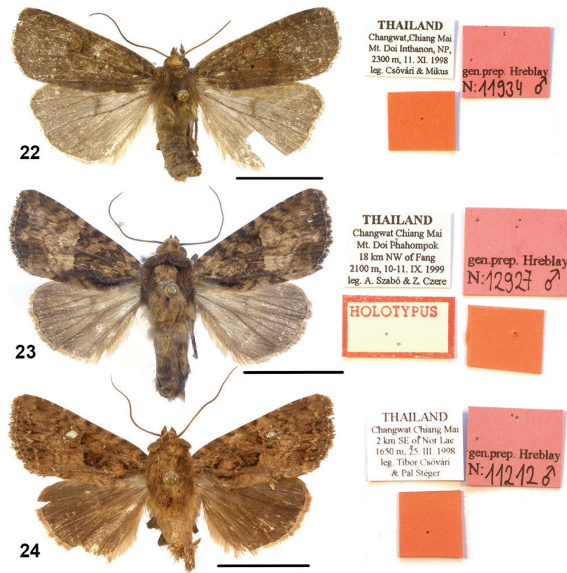 THAILAND
Changwat,Chiang Mai
Mt. Doi Inthanon, NP,
2300 m, 11. XI. 1998
leg. Csővári & Mikus
gen.prep. Hreblay
N:11934 ♂
22
THAILAND
Changwat Chiang Mai
Mt. Doi Phahompok
18 km NW of Fang
2100 m, 10-11. IX. 1999
leg. A. Szabó & Z. Czere
gen.prep. Hreblay
N:12927 ♂
HOLOTYPUS
23
THAILAND
Changwat Chiang Mai
2 km SE of Nor Lae
1650 m, 25. III. 1998
leg. Tibor Csővári
& Pál Stéger
gen.prep. Hreblay
N:11212 ♂
24